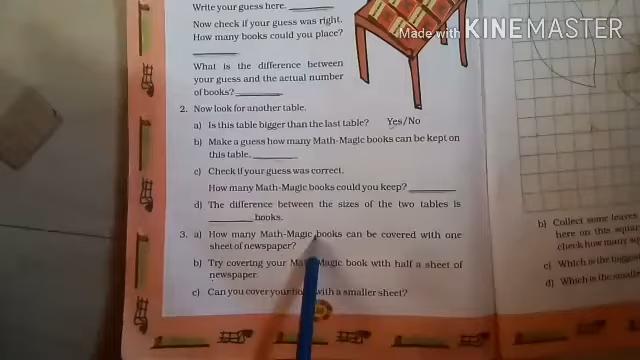 Write your guess here.
Now check if your guess was right.
How many books could you place?
What is the difference between
your guess and the actual number
of books?
2. Now look for another table.
a) Is this table bigger than the last table? Yes/No
b) Make a guess how many Math-Magic books can be kept on
this table.
c) Check if your guess was correct.
How many Math-Magic books could you keep?
d) The difference between the sizes of the two tables is
books.
3. a) How many Math-Magic books can be covered with one
sheet of newspaper?
b) Try covering your Math-Magic book with half a sheet of
newspaper.
c) Can you cover your with a smaller sheet?
Made with KINEMASTER
b) Collect some leave
here on this squar
check how many
c) Which is the bigges
d) Which is the smalle